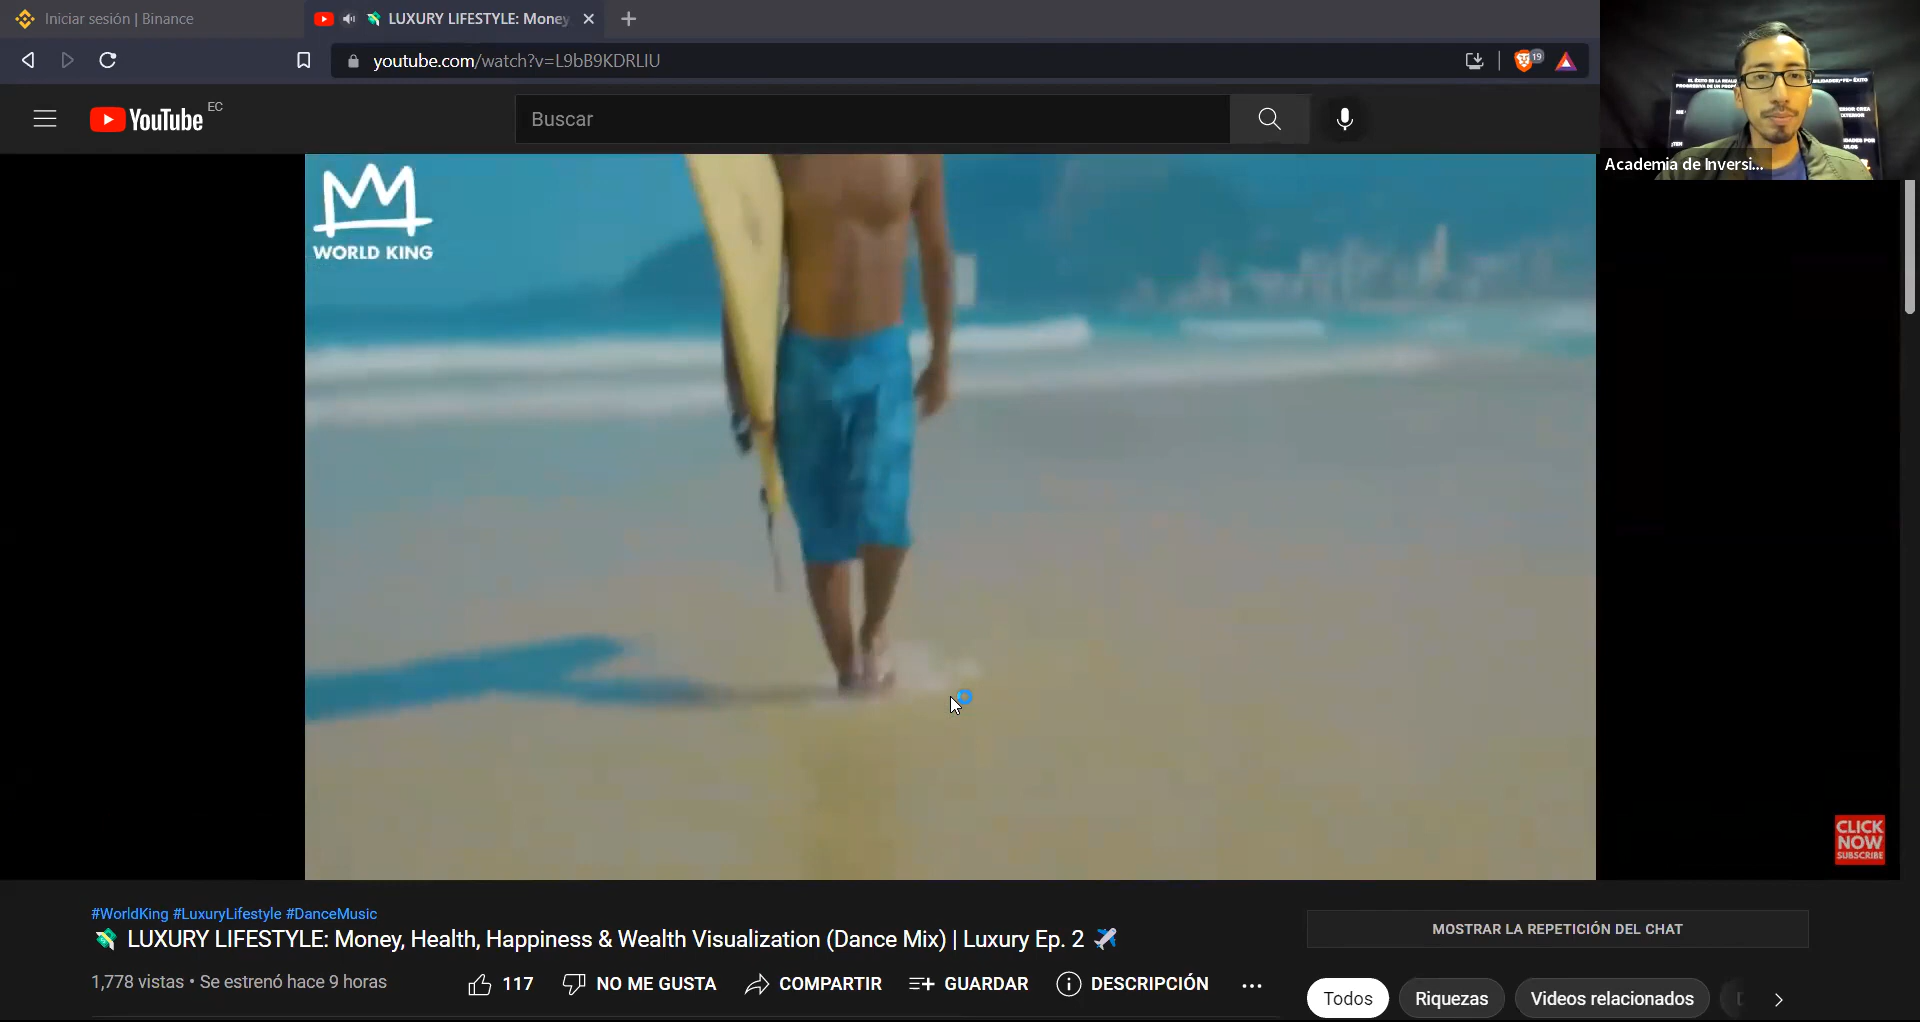 Iniciar sesión | Binance
LUXURY LIFESTYLE: Money
youtube.com/watch?v=L9bB9KDRLIU
19
YouTube EC
Buscar
Academia de Inversi...
WORLD KING
CLICK
NOW
SUBSCRIBE
#WorldKing #LuxuryLifestyle #DanceMusic
LUXURY LIFESTYLE: Money, Health, Happiness & Wealth Visualization (Dance Mix) | Luxury Ep. 2
1,778 vistas • Se estrenó hace 9 horas
117
NO ME GUSTA
COMPARTIR
GUARDAR
DESCRIPCIÓN
MOSTRAR LA REPETICIÓN DEL CHAT
Todos
Riquezas
Videos relacionados